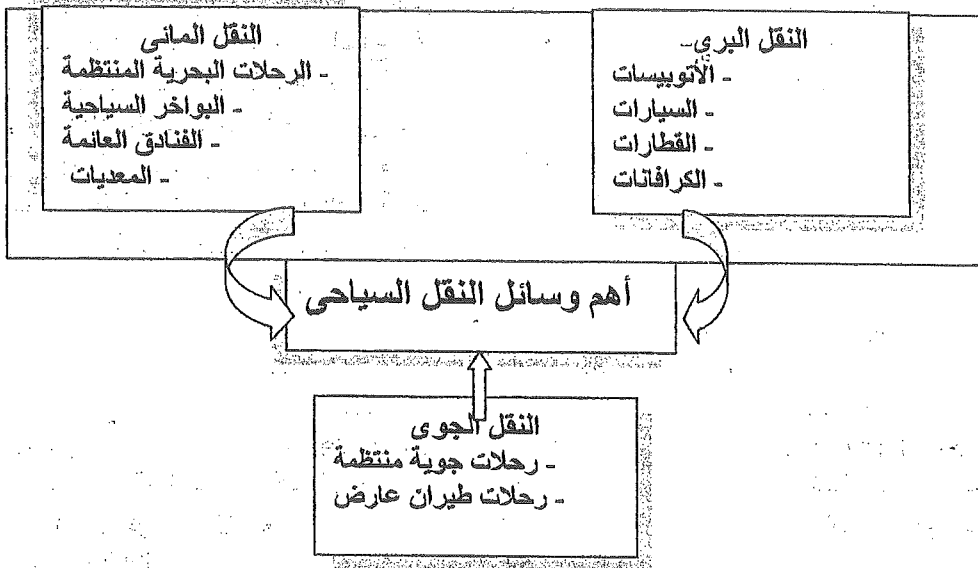 النقل البري
- الأتوبيسات
- السيارات
- القطارات
- الكرافانات
النقل المائى
- الرحلات البحرية المنتظمة
- البواخر السياحية
- الفنادق العائمة
- المعديات
أهم وسائل النقل السياحى
النقل الجوى
- رحلات جوية منتظمة
- رحلات طيران عارض